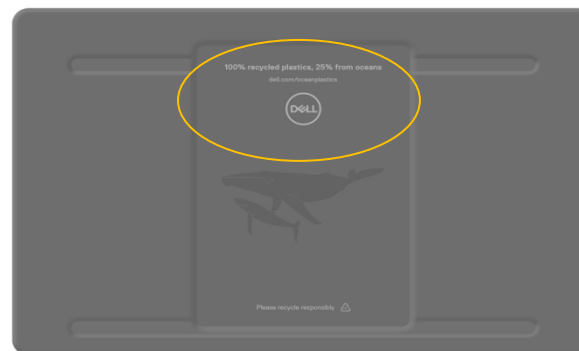 100% recycled plastics, 25% from oceans
dell.com/oceanplastics
DELL
Please recycle responsibly